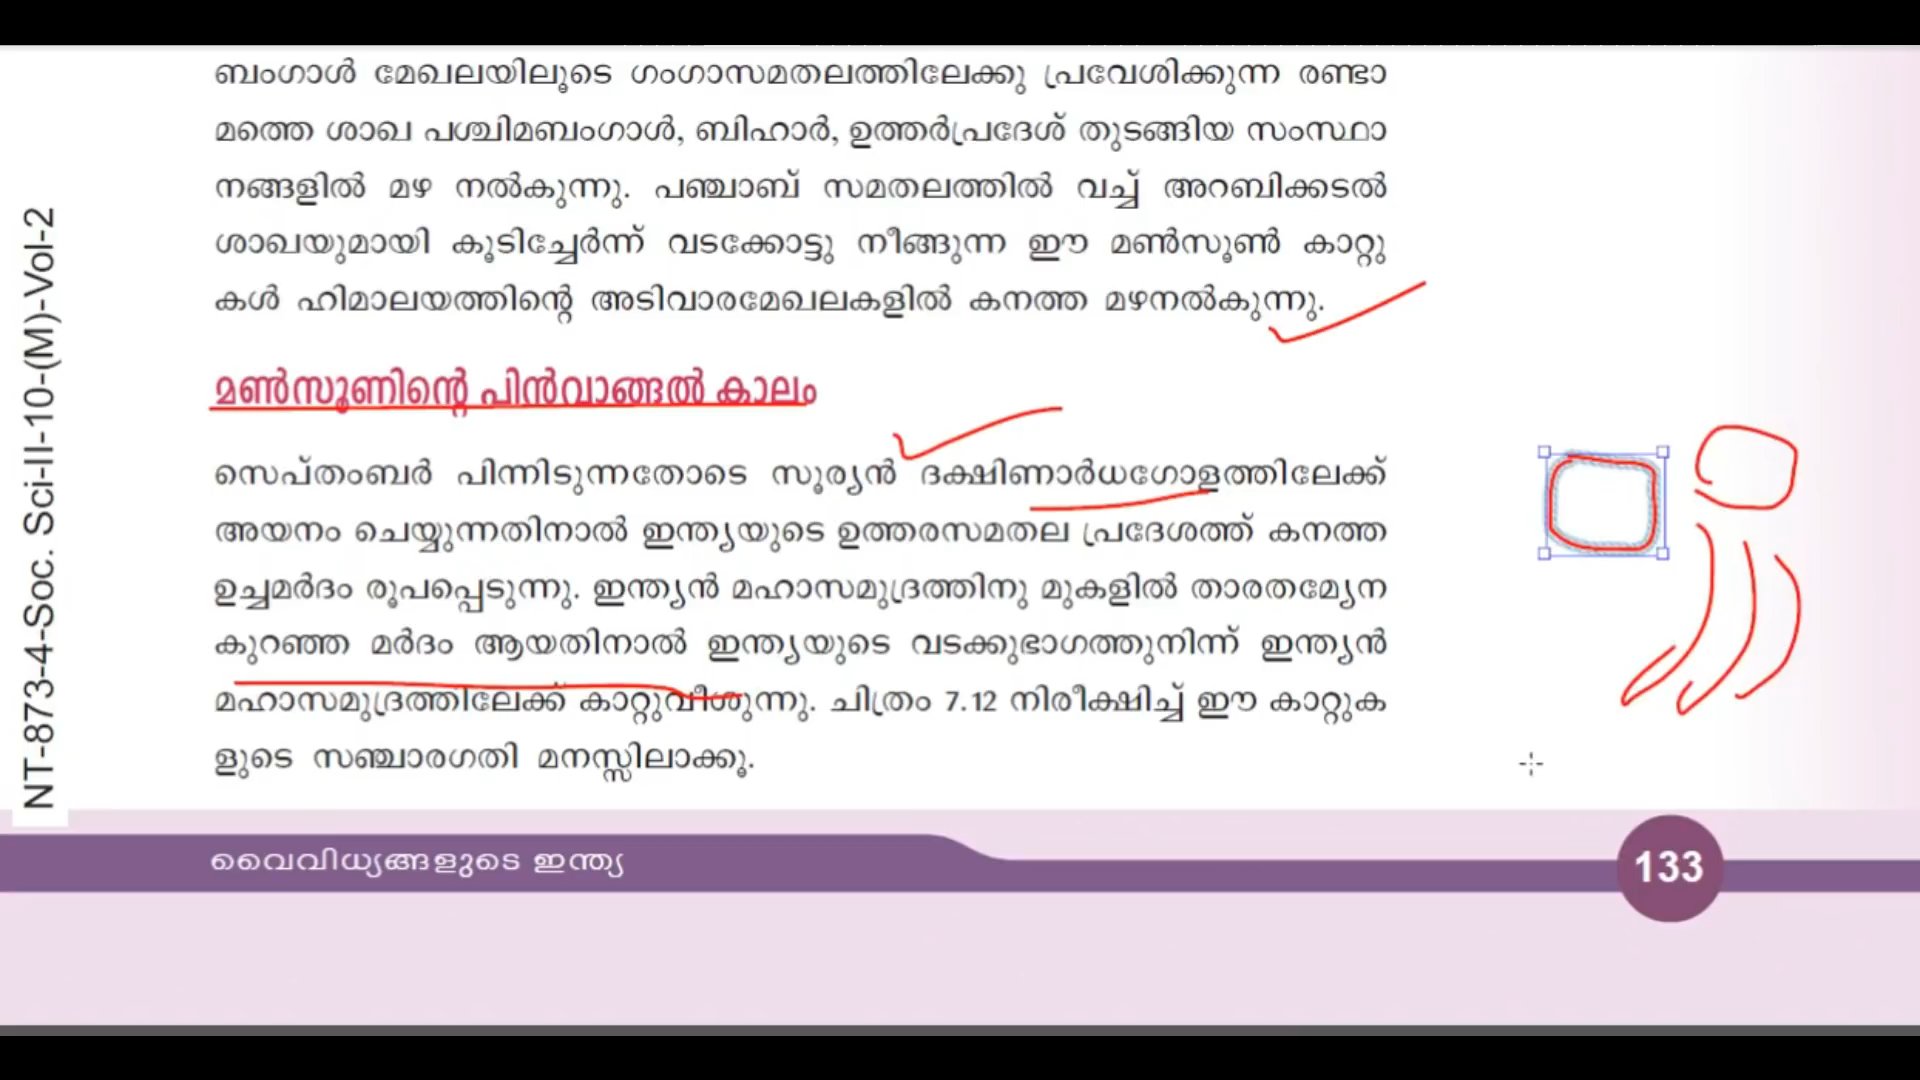 ബംഗാൾ മേഖലയിലൂടെ ഗംഗാസമതലത്തിലേക്കു പ്രവേശിക്കുന്ന രണ്ടാ
മത്തെ ശാഖ പശ്ചിമബംഗാൾ, ബിഹാർ, ഉത്തർപ്രദേശ് തുടങ്ങിയ സംസ്ഥാ
നങ്ങളിൽ മഴ നൽകുന്നു. പഞ്ചാബ് സമതലത്തിൽ വച്ച് അറബിക്കടൽ
ശാഖയുമായി കൂടിച്ചേർന്ന് വടക്കോട്ടു നീങ്ങുന്ന ഈ മൺസൂൺ കാറ്റു
കൾ ഹിമാലയത്തിന്റെ അടിവാരമേഖലകളിൽ കനത്ത മഴനൽകുന്നു.
മൺസൂണിന്റെ പിൻവാങ്ങൽ കാലം
സെപ്തംബർ പിന്നിടുന്നതോടെ സൂര്യൻ ദക്ഷിണാർധഗോളത്തിലേക്ക്
അയനം ചെയ്യുന്നതിനാൽ ഇന്ത്യയുടെ ഉത്തരസമതല പ്രദേശത്ത് കനത്ത
ഉച്ചമർദം രൂപപ്പെടുന്നു. ഇന്ത്യൻ മഹാസമുദ്രത്തിനു മുകളിൽ താരതമ്യേന
കുറഞ്ഞ മർദം ആയതിനാൽ ഇന്ത്യയുടെ വടക്കുഭാഗത്തുനിന്ന് ഇന്ത്യൻ
മഹാസമുദ്രത്തിലേക്ക് കാറ്റുവീശുന്നു. ചിത്രം 7.12 നിരീക്ഷിച്ച് ഈ കാറ്റുക
ളുടെ സഞ്ചാരഗതി മനസ്സിലാക്കൂ.
NT-873-4-Soc. Sci-II-10-(M)-Vol-2
വൈവിധ്യങ്ങളുടെ ഇന്ത്യ
133